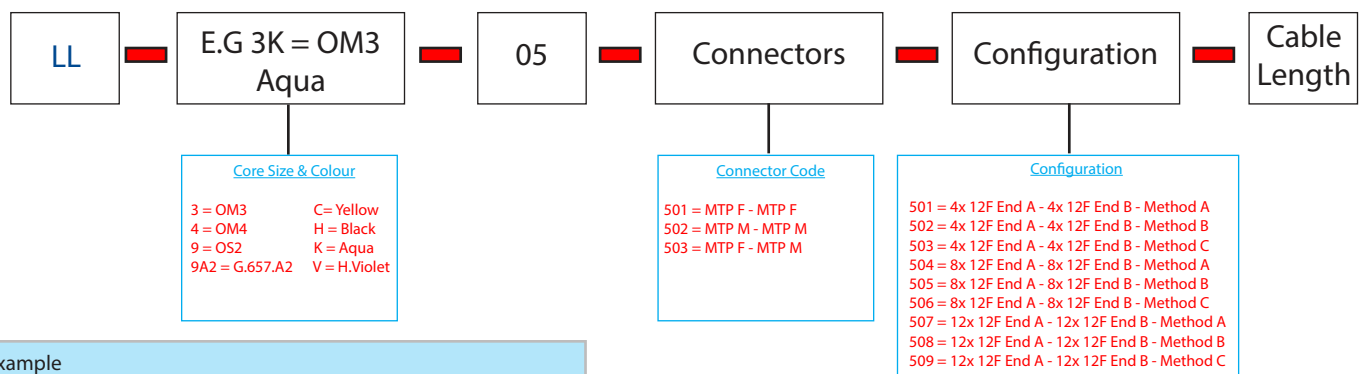 LL
E.G 3K = OM3
Aqua
05
Connectors
Configuration
Cable
Length
Core Size & Colour
3 = OM3 C= Yellow
4 = OM4 H = Black
9 = OS2 K = Aqua
9A2 = G.657.A2 V = H.Violet
Connector Code
501 = MTP F - MTP F
502 = MTP M - MTP M
503 = MTP F - MTP M
Configuration
501 = 4x 12F End A - 4x 12F End B - Method A
502 = 4x 12F End A - 4x 12F End B - Method B
503 = 4x 12F End A - 4x 12F End B - Method C
504 = 8x 12F End A - 8x 12F End B - Method A
505 = 8x 12F End A - 8x 12F End B - Method B
506 = 8x 12F End A - 8x 12F End B - Method C
507 = 12x 12F End A - 12x 12F End B - Method A
508 = 12x 12F End A - 12x 12F End B - Method B
509 = 12x 12F End A - 12x 12F End B - Method C
xample